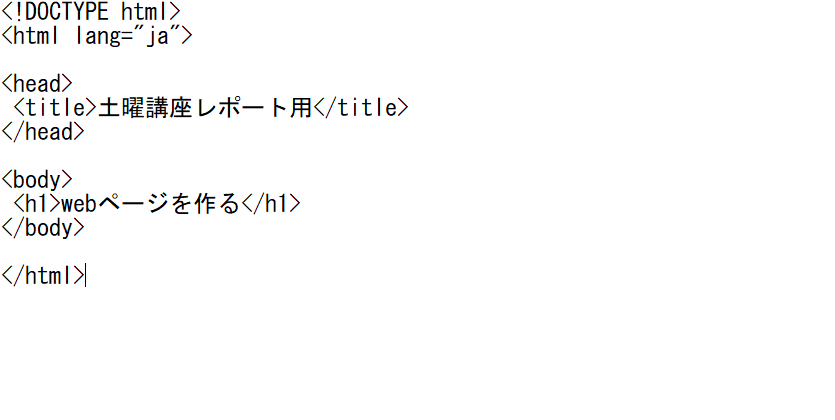 <!DOCTYPE html>
<html lang="ja">
<head>
<title>土曜講座レポート用</title>
</head>
<body>
<h1>webページを作る</h1>
</body>
</html>